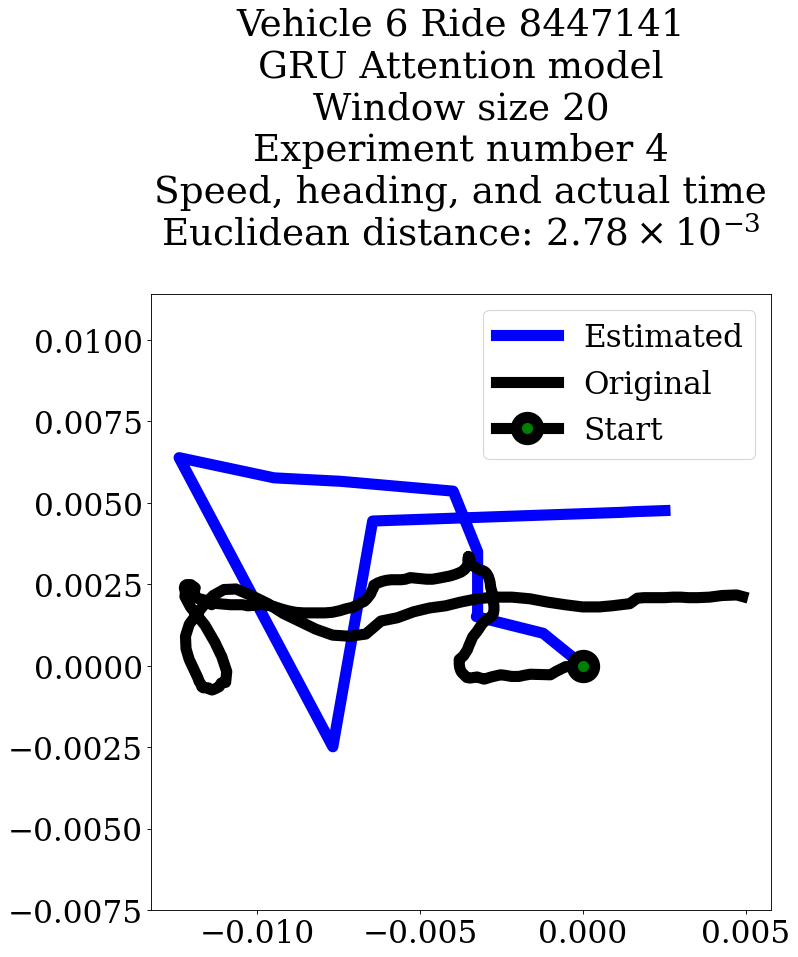 Vehicle 6 Ride 8447141
GRU Attention model
Window size 20
Experiment number 4
Speed, heading, and actual time
Euclidean distance: 2.78 × 10⁻³
Estimated
Original
Start
0.0100
0.0075
0.0050
0.0025
0.0000
−0.0025
−0.0050
−0.0075
−0.010
−0.005
0.000
0.005